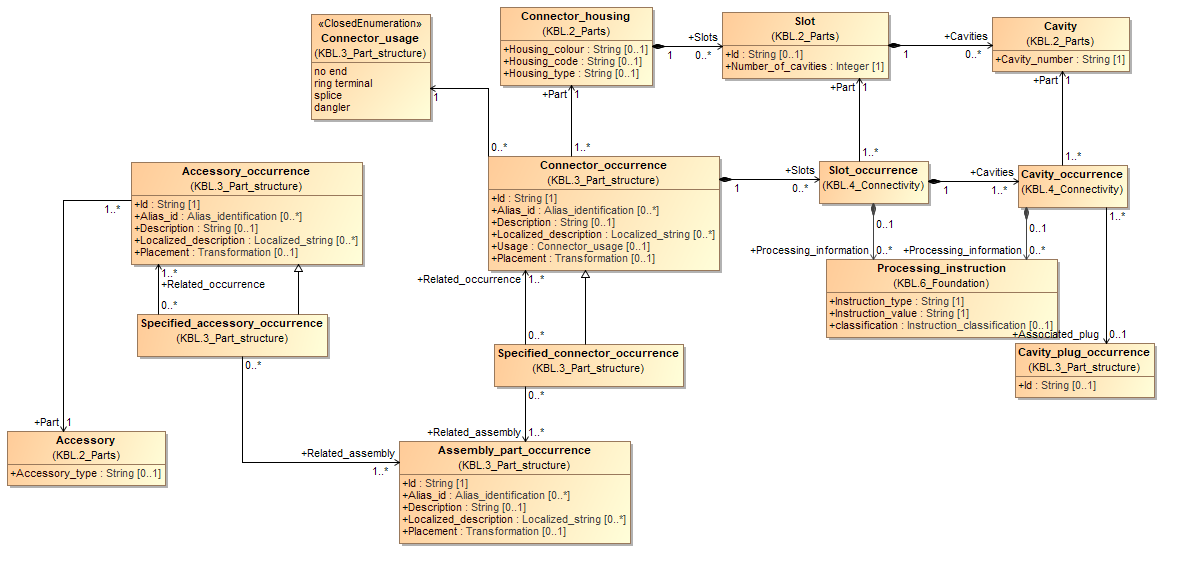 «ClosedEnumeration»
Connector_usage
(KBL.3_Part_structure)
no end
ring terminal
splice
dangler
1
0..*
Connector_housing
(KBL.2_Parts)
+Housing_colour : String [0..1]
+Housing_code : String [0..1]
+Housing_type : String [0..1]
1
+Slots
0..*
Slot
(KBL.2_Parts)
+Id : String [0..1]
+Number_of_cavities : Integer [1]
1
+Cavities
0..*
Cavity
(KBL.2_Parts)
+Cavity_number : String [1]
+Part
1
1..*
+Part
1
1..*
+Part
1
1..*
Accessory_occurrence
(KBL.3_Part_structure)
+Id : String [1]
+Alias_id : Alias_identification [0..*]
+Description : String [0..1]
+Localized_description : Localized_string [0..*]
+Placement : Transformation [0..1]
1..*
Connector_occurrence
(KBL.3_Part_structure)
+Id : String [1]
+Alias_id : Alias_identification [0..*]
+Description : String [0..1]
+Localized_description : Localized_string [0..*]
+Usage : Connector_usage [0..1]
+Placement : Transformation [0..1]
1
+Slots
0..*
Slot_occurrence
(KBL.4_Connectivity)
1
+Cavities
1..*
Cavity_occurrence
(KBL.4_Connectivity)
0..1
+Processing_information
0..*
0..1
+Processing_information
0..*
1..*
Processing_instruction
(KBL.6_Foundation)
+Instruction_type : String [1]
+Instruction_value : String [1]
+classification : Instruction_classification [0..1]
+Associated_plug
0..1
Cavity_plug_occurrence
(KBL.3_Part_structure)
+Id : String [0..1]
1..*
+Related_occurrence
0..*
Specified_accessory_occurrence
(KBL.3_Part_structure)
0..*
+Related_occurrence
1..*
0..*
Specified_connector_occurrence
(KBL.3_Part_structure)
0..*
+Related_assembly
1..*
+Part
1
Accessory
(KBL.2_Parts)
+Accessory_type : String [0..1]
+Related_assembly
1..*
Assembly_part_occurrence
(KBL.3_Part_structure)
+Id : String [1]
+Alias_id : Alias_identification [0..*]
+Description : String [0..1]
+Localized_description : Localized_string [0..*]
+Placement : Transformation [0..1]